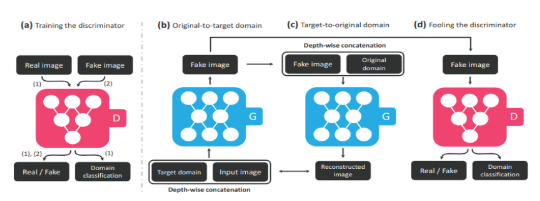 (a) Training the discriminator
(b) Original-to-target domain
(c) Target-to-original domain
(d) Fooling the discriminator
Real image
Fake image
(1)
(2)
D
(1), (2)
(1)
Real / Fake
Domain
classification
Fake image
G
Target domain
Input image
Depth-wise concatenation
Depth-wise concatenation
Fake image
Original
domain
G
Reconstructed
image
Fake image
D
Real / Fake
Domain
classification